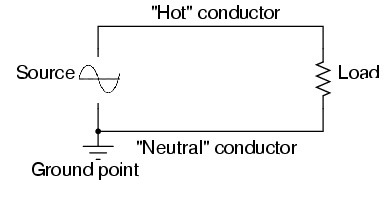 "Hot" conductor
Source
Load
"Neutral" conductor
Ground point